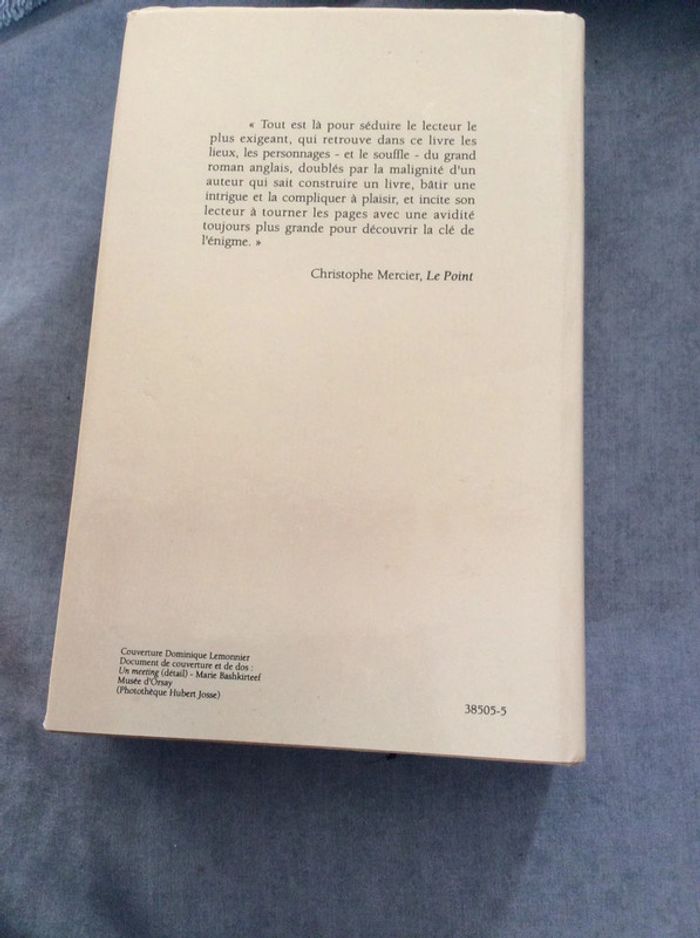 « Tout est là pour séduire le lecteur le
plus exigeant, qui retrouve dans ce livre les
lieux, les personnages - et le souffle - du grand
roman anglais, doublés par la malignité d'un
auteur qui sait construire un livre, bâtir une
intrigue et la compliquer à plaisir, et incite son
lecteur à tourner les pages avec une avidité
toujours plus grande pour découvrir la clé de
l'énigme. »
Christophe Mercier, Le Point
Couverture Dominique Lemonnier
Document de couverture et de dos :
Un meeting (détail) - Marie Bashkirteef
Musée d'Orsay
(Photothèque Hubert Josse)
38505-5